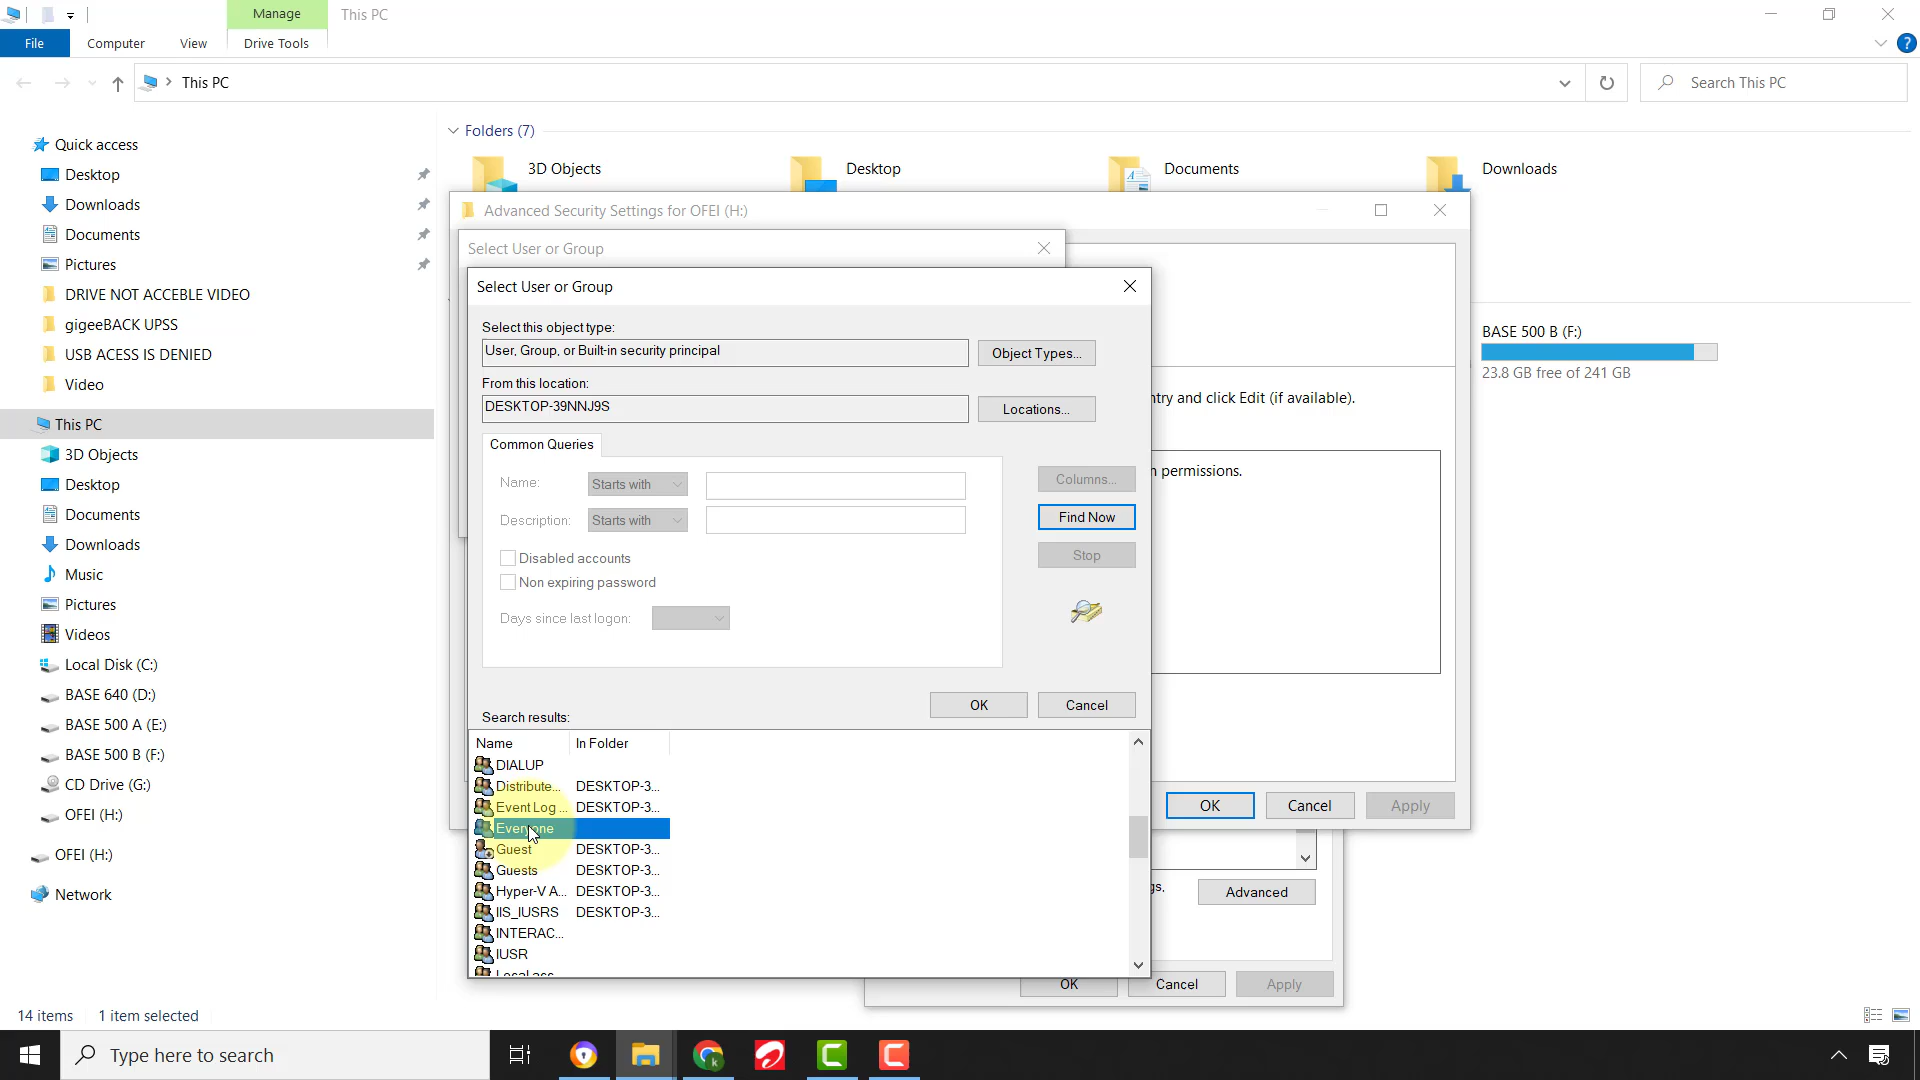 Manage
This PC
File
Computer
View
Drive Tools
This PC
Search This PC
Quick access
Desktop
Downloads
Documents
Pictures
DRIVE NOT ACCEBLE VIDEO
gigeeBACK UPSS
USB ACESS IS DENIED
Video
This PC
3D Objects
Desktop
Documents
Downloads
Music
Pictures
Videos
Local Disk (C:)
BASE 640 (D:)
BASE 500 A (E:)
BASE 500 B (F:)
CD Drive (G:)
OFEI (H:)
OFEI (H:)
Network
Folders (7)
3D Objects
Desktop
Documents
Downloads
BASE 500 B (F:)
23.8 GB free of 241 GB
Advanced Security Settings for OFEI (H:)
ntry and click Edit (if available).
permissions.
OK
Cancel
Apply
Select User or Group
Select User or Group
Select this object type:
User, Group, or Built-in security principal
Object Types...
From this location:
DESKTOP-39NNJ9S
Locations...
Common Queries
Name:
Starts with
Description:
Starts with
Disabled accounts
Non expiring password
Days since last logon:
Columns...
Find Now
Stop
OK
Cancel
Search results:
Name In Folder
DIALUP
Distribute... DESKTOP-3...
Event Log ... DESKTOP-3...
Everyone
Guest DESKTOP-3...
Guests DESKTOP-3...
Hyper-V A... DESKTOP-3...
IIS_IUSRS DESKTOP-3...
INTERAC...
IUSR
Local acc
gs,
Advanced
OK
Cancel
Apply
14 items
1 item selected
Type here to search